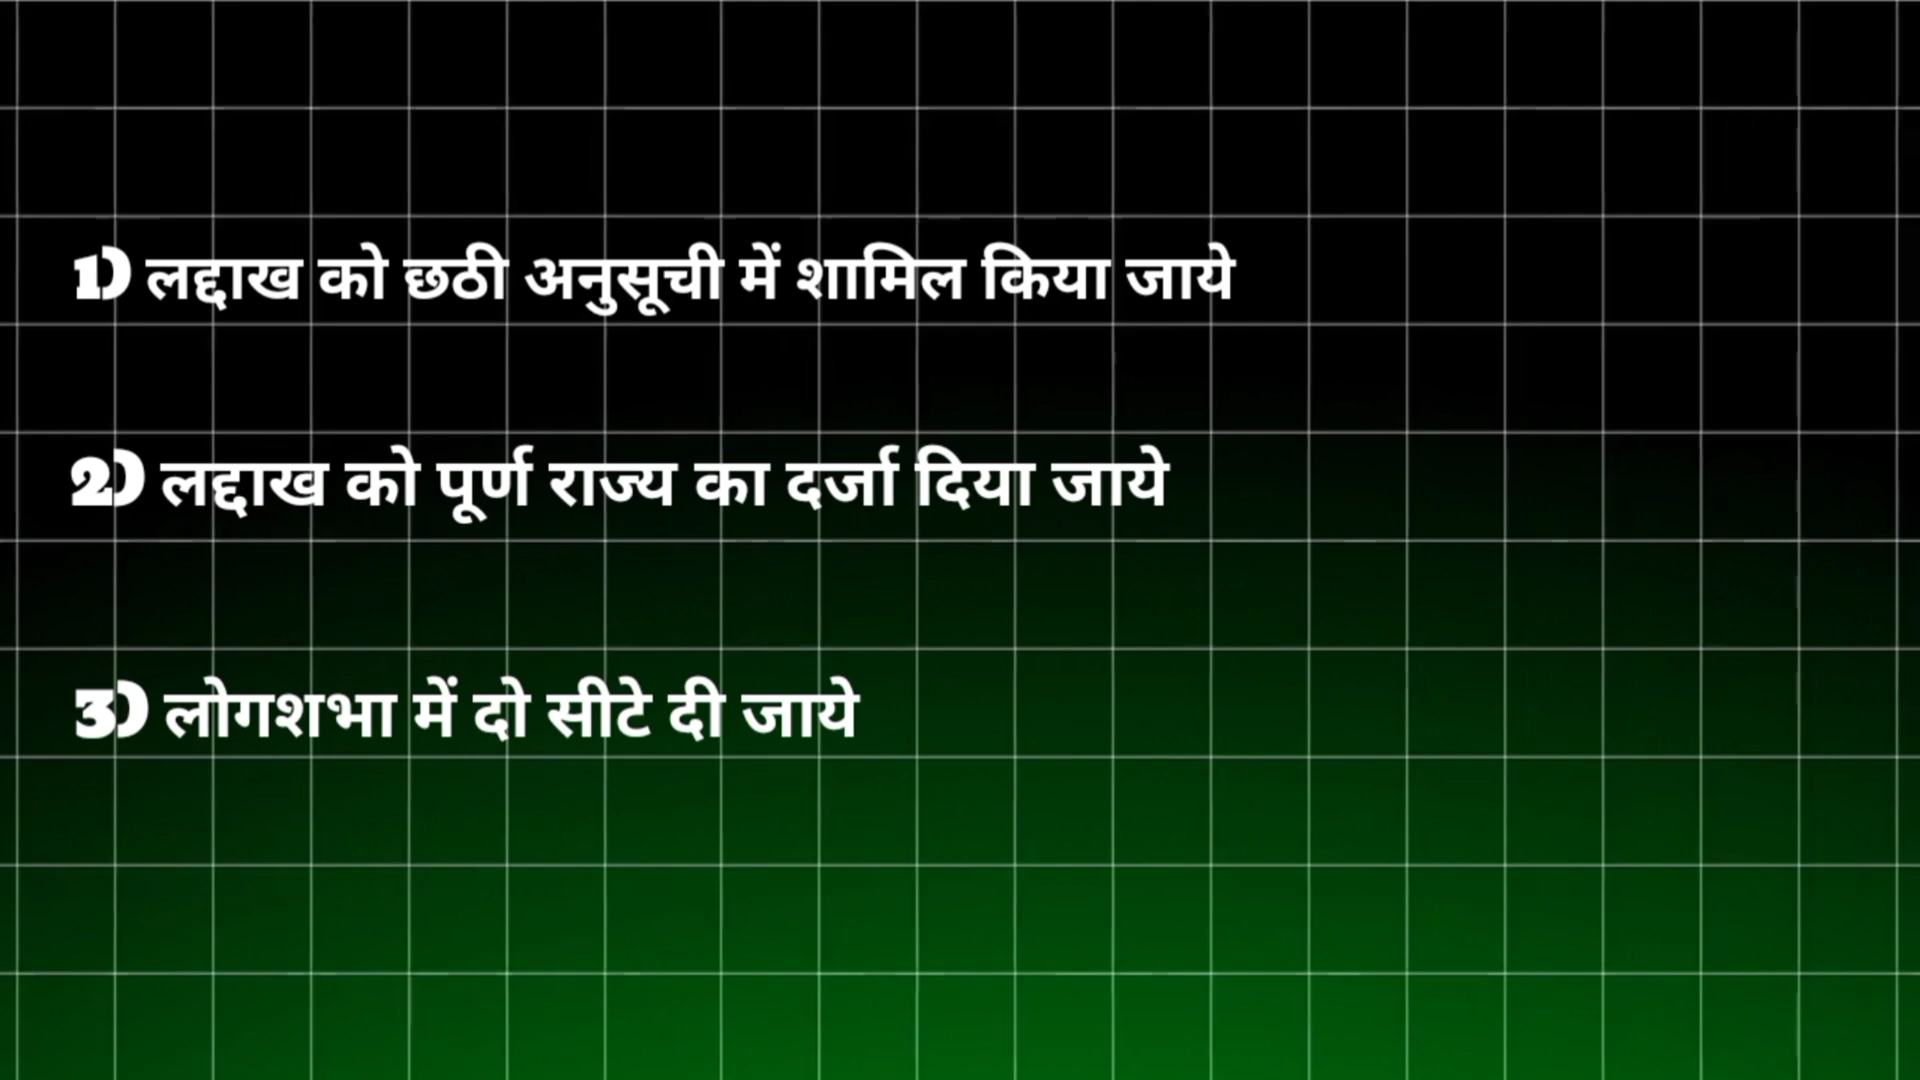 1) लद्दाख को छठी अनुसूची में शामिल किया जाये
2) लद्दाख को पूर्ण राज्य का दर्जा दिया जाये
3) लोगशभा में दो सीटे दी जाये